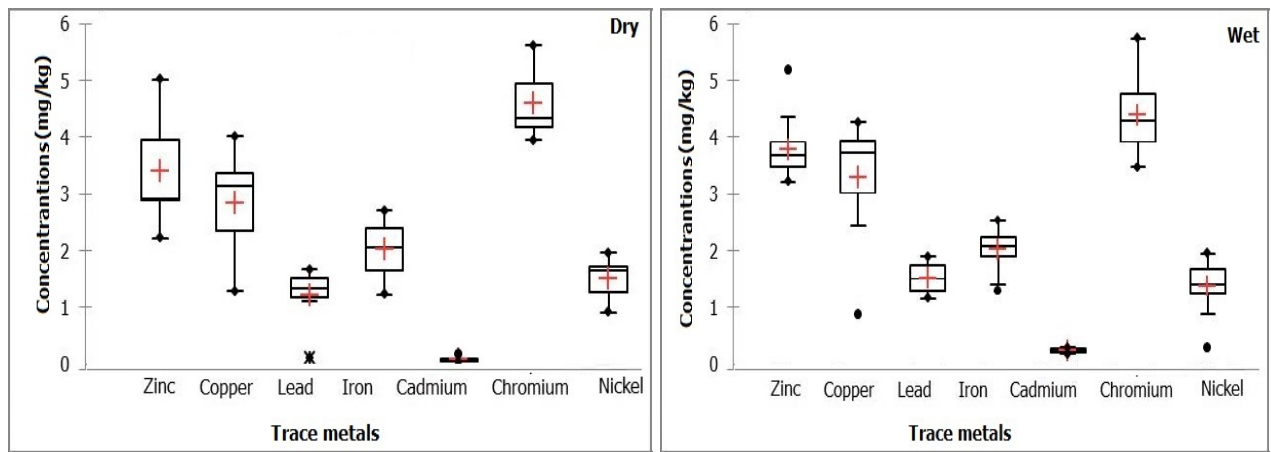 6
5
4
3
2
1
0
Concentrantions (mg/kg)
Dry
Zinc Copper Lead Iron Cadmium Chromium Nickel
Trace metals
6
5
4
3
2
1
0
Concentrantions (mg/kg)
Wet
Zinc Copper Lead Iron Cadmium Chromium Nickel
Trace metals